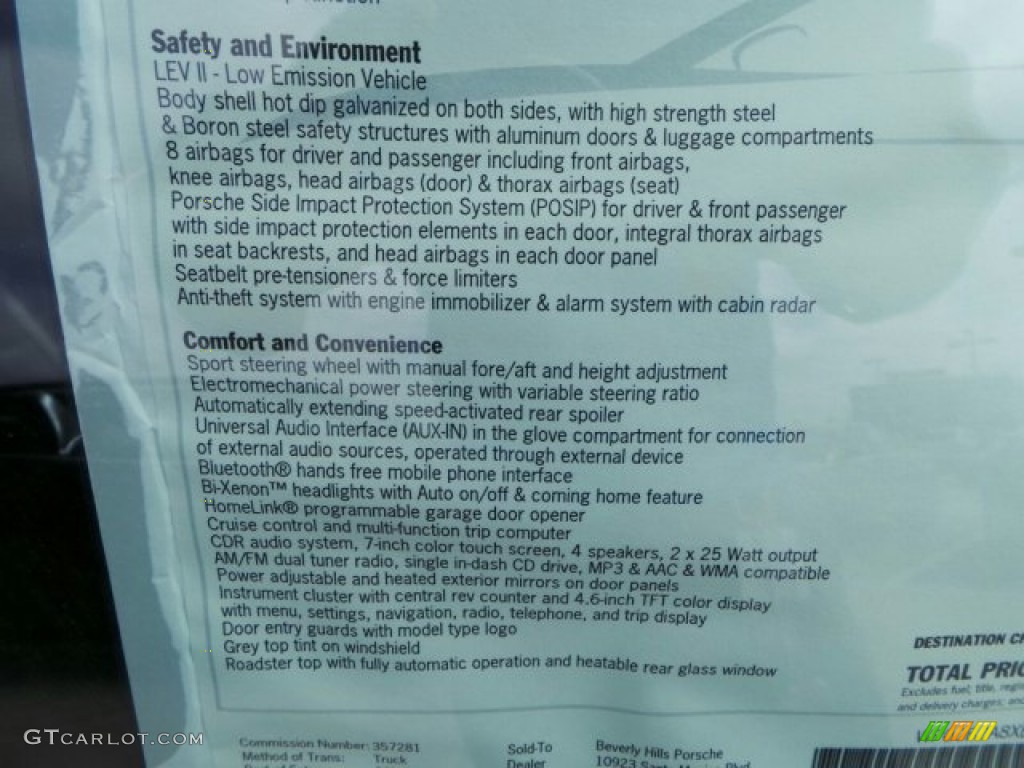 Safety and Environment
LEV II - Low Emission Vehicle
Body shell hot dip galvanized on both sides, with high strength steel
& Boron steel safety structures with aluminum doors & luggage compartments
8 airbags for driver and passenger including front airbags,
knee airbags, head airbags (door) & thorax airbags (seat)
Porsche Side Impact Protection System (POSIP) for driver & front passenger
with side impact protection elements in each door, integral thorax airbags
in seat backrests, and head airbags in each door panel
Seatbelt pre-tensioners & force limiters
Anti-theft system with engine immobilizer & alarm system with cabin radar
Comfort and Convenience
Sport steering wheel with manual fore/aft and height adjustment
Electromechanical power steering with variable steering ratio
Automatically extending speed-activated rear spoiler
Universal Audio Interface (AUX-IN) in the glove compartment for connection
of external audio sources, operated through external device
Bluetooth® hands free mobile phone interface
Bi-Xenon™ headlights with Auto on/off & coming home feature
HomeLink® programmable garage door opener
Cruise control and multi-function trip computer
CDR audio system, 7-inch color touch screen, 4 speakers, 2 x 25 Watt output
AM/FM dual tuner radio, single in-dash CD drive, MP3 & AAC & WMA compatible
Power adjustable and heated exterior mirrors on door panels
Instrument cluster with central rev counter and 4.6-inch TFT color display
with menu, settings, navigation, radio, telephone, and trip display
Door entry guards with model type logo
Grey top tint on windshield
Roadster top with fully automatic operation and heatable rear glass window
DESTINATION
TOTAL
Excludes fuel, title,
and delivery charges;
Commission Number: 357281
Method of Trans: Truck
Sold-To
Dealer
Beverly Hills Porsche
10923
GTCARLOT.COM